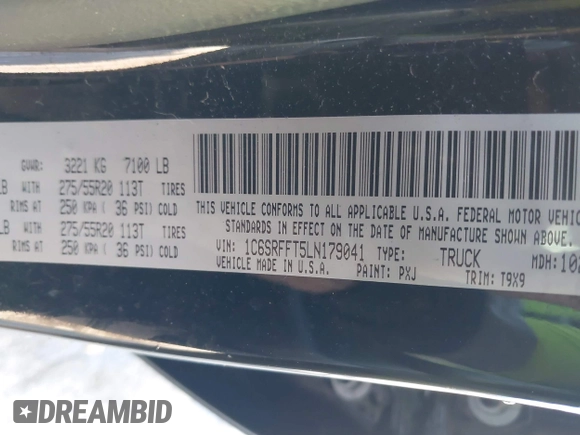 GVWR: 3221 KG 7100 LB
LB WITH 275/55R20 113T TIRES
RIMS AT 250 KPA ( 36 PSI) COLD
LB WITH 275/55R20 113T TIRES
RIMS AT 250 KPA ( 36 PSI) COLD
THIS VEHICLE CONFORMS TO ALL APPLICABLE U.S.A. FEDERAL MOTOR VEHIC
STANDARDS IN EFFECT ON THE DATE OF MANUFACTURE SHOWN ABOVE.
VIN: 1C6SRFFT5LN179041 TYPE: TRUCK MDH: 102
VEHICLE MADE IN U.S.A. PAINT: PXJ TRIM: T9X9
DREAMBID